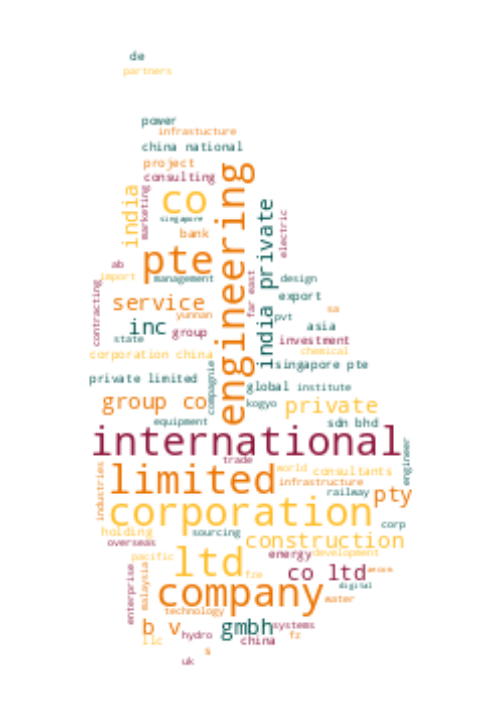 de
partners
power
infrastucture
china national
project
consulting
india
marketing
co
singapore
bank
engineering
india private
electric
ab
import
pte
management
far east
design
export
contracting
service
yunnan
pvt
sa
inc
group
asia
state
investment
corporation china
chemical
compagnie
singapore pte
private limited
global
institute
group co
kogyo
private
equipment
sdn bhd
international
engineer
trade
industries
limited
world
consultants
infrastructure
railway
pty
corporation
corp
holding
sourcing
construction
overseas
pacific
ltd
energy
development
enterprise
malaysia
fze
co ltd
aecom
digital
company
water
technology
b v
gmbh
systems
hydro
fz
llc
china
s
uk